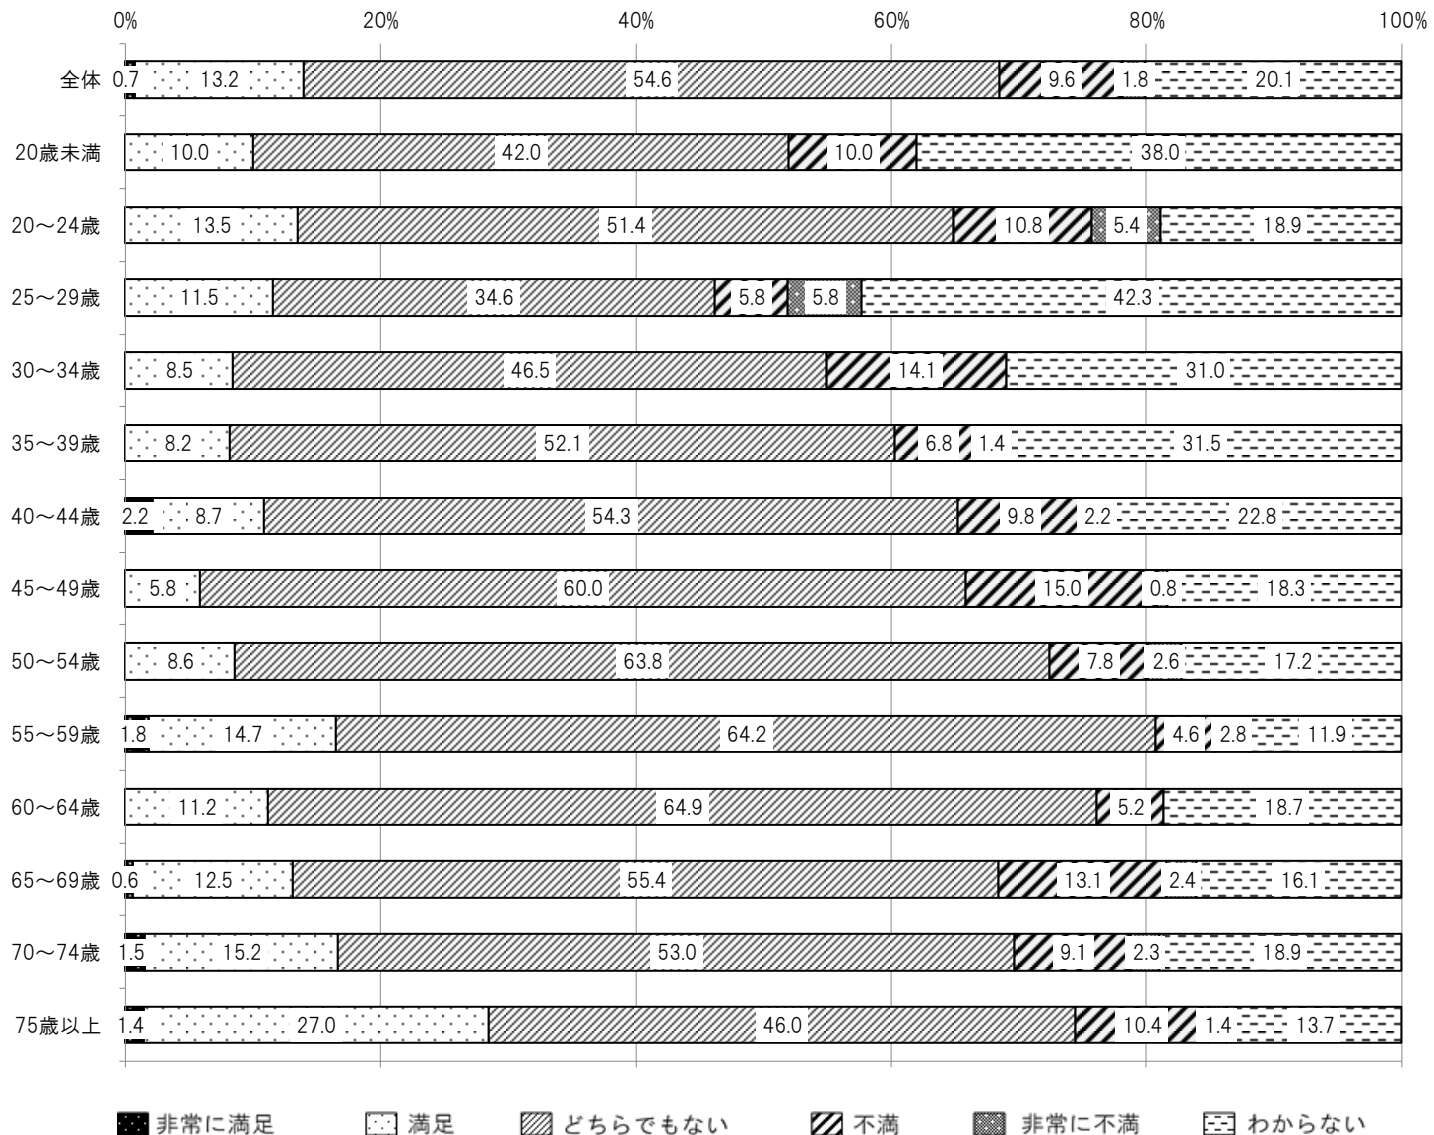 0% 20% 40% 60% 80% 100%
全体 0.7 13.2 54.6 9.6 1.8 20.1
20歳未満 10.0 42.0 10.0 38.0
20～24歳 13.5 51.4 10.8 5.4 18.9
25～29歳 11.5 34.6 5.8 5.8 42.3
30～34歳 8.5 46.5 14.1 31.0
35～39歳 8.2 52.1 6.8 1.4 31.5
40～44歳 2.2 8.7 54.3 9.8 2.2 22.8
45～49歳 5.8 60.0 15.0 0.8 18.3
50～54歳 8.6 63.8 7.8 2.6 17.2
55～59歳 1.8 14.7 64.2 4.6 2.8 11.9
60～64歳 11.2 64.9 5.2 18.7
65～69歳 0.6 12.5 55.4 13.1 2.4 16.1
70～74歳 1.5 15.2 53.0 9.1 2.3 18.9
75歳以上 1.4 27.0 46.0 10.4 1.4 13.7
非常に満足 満足 どちらでもない 不満 非常に不満 わからない